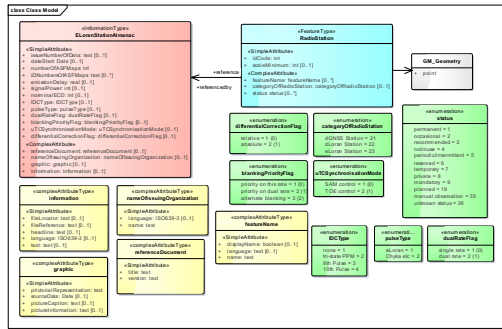 class Class Model
«InformationType»
ELoranStationAlmanac
«SimpleAttribute»
+ issueNumberOfData: text [0..1]
+ dateStart: Date [0..1]
+ numberOfASFMaps: int
+ iDNumbersOfASFMaps: text [0..*]
+ emissionDelay: real [0..1]
+ signalPower: int [0..1]
+ nominalECD: int [0..1]
+ IDCType: IDCType [0..1]
+ pulseType: pulseType [0..1]
+ dualRateFlag: dualRateFlag [0..1]
+ blankingPriorityFlag: blankingPriorityFlag [0..1]
+ uTCSynchronisationMode: uTCSynchronisationMode [0..1]
+ differentialCorrectionFlag: differentialCorrectionFlag [0..1]
«ComplexAttribute»
+ referenceDocument: referenceDocument [0..1]
+ nameOfIssuingOrganization: nameOfIssuingOrganization [0..1]
+ graphic: graphic [0..1]
+ information: information [0..1]
+reference
+referencedby
«FeatureType»
RadioStation
«SimpleAttribute»
+ idCode: int
+ scaleMinimum: int [0..1]
«ComplexAttribute»
+ featureName: featureName [0..*]
+ categoryOfRadioStation: categoryOfRadioStation [0..1]
+ status: status [0..*]
GM_Geometry
+ point
«enumeration»
differentialCorrectionFlag
relative = 1 (0)
absolute = 2 (1)
«enumeration»
categoryOfRadioStation
dGNSS Station = 21
dLoran Station = 22
eLoran Station = 23
«enumeration»
status
permanent = 1
occasional = 2
recommended = 3
notinuse = 4
periodic/intermittent = 5
reserved = 6
temporary = 7
private = 8
mandatory = 9
planned = 19
manual observation = 35
unknown status = 36
«enumeration»
blankingPriorityFlag
priority on this rate = 1 (0)
priority on dual rate = 2 (1)
alternate blanking = 3 (2)
«enumeration»
uTCSynchronisationMode
SAM control = 1 (0)
TOE control = 2 (1)
«complexAttributeType»
information
«SimpleAttribute»
+ fileLocator: text [0..1]
+ fileReference: text [0..1]
+ headline: text [0..1]
+ language: ISO639-3 [0..1]
+ text: text [0..1]
«complexAttributeType»
nameOfIssuingOrganization
«SimpleAttribute»
+ language: ISO639-3 [0..1]
+ name: text
«complexAttributeType»
referenceDocument
«SimpleAttribute»
+ title: text
+ version: text
«complexAttributeType»
featureName
«SimpleAttribute»
+ displayName: boolean [0..1]
+ language: text [0..1]
+ name: text
«enumeration»
IDCType
none = 1
tri-state PPM = 2
9th Pulse = 3
10th Pulse = 4
«enumerati...
pulseType
eLoran = 1
Chyka etc = 2
«enumeration»
dualRateFlag
single rate = 1 (0)
dual rate = 2 (1)
«complexAttributeType»
graphic
«SimpleAttribute»
+ pictorialRepresentation: text
+ sourceDate: Date [0..1]
+ pictureCaption: text [0..1]
+ pictureInformation: text [0..1]